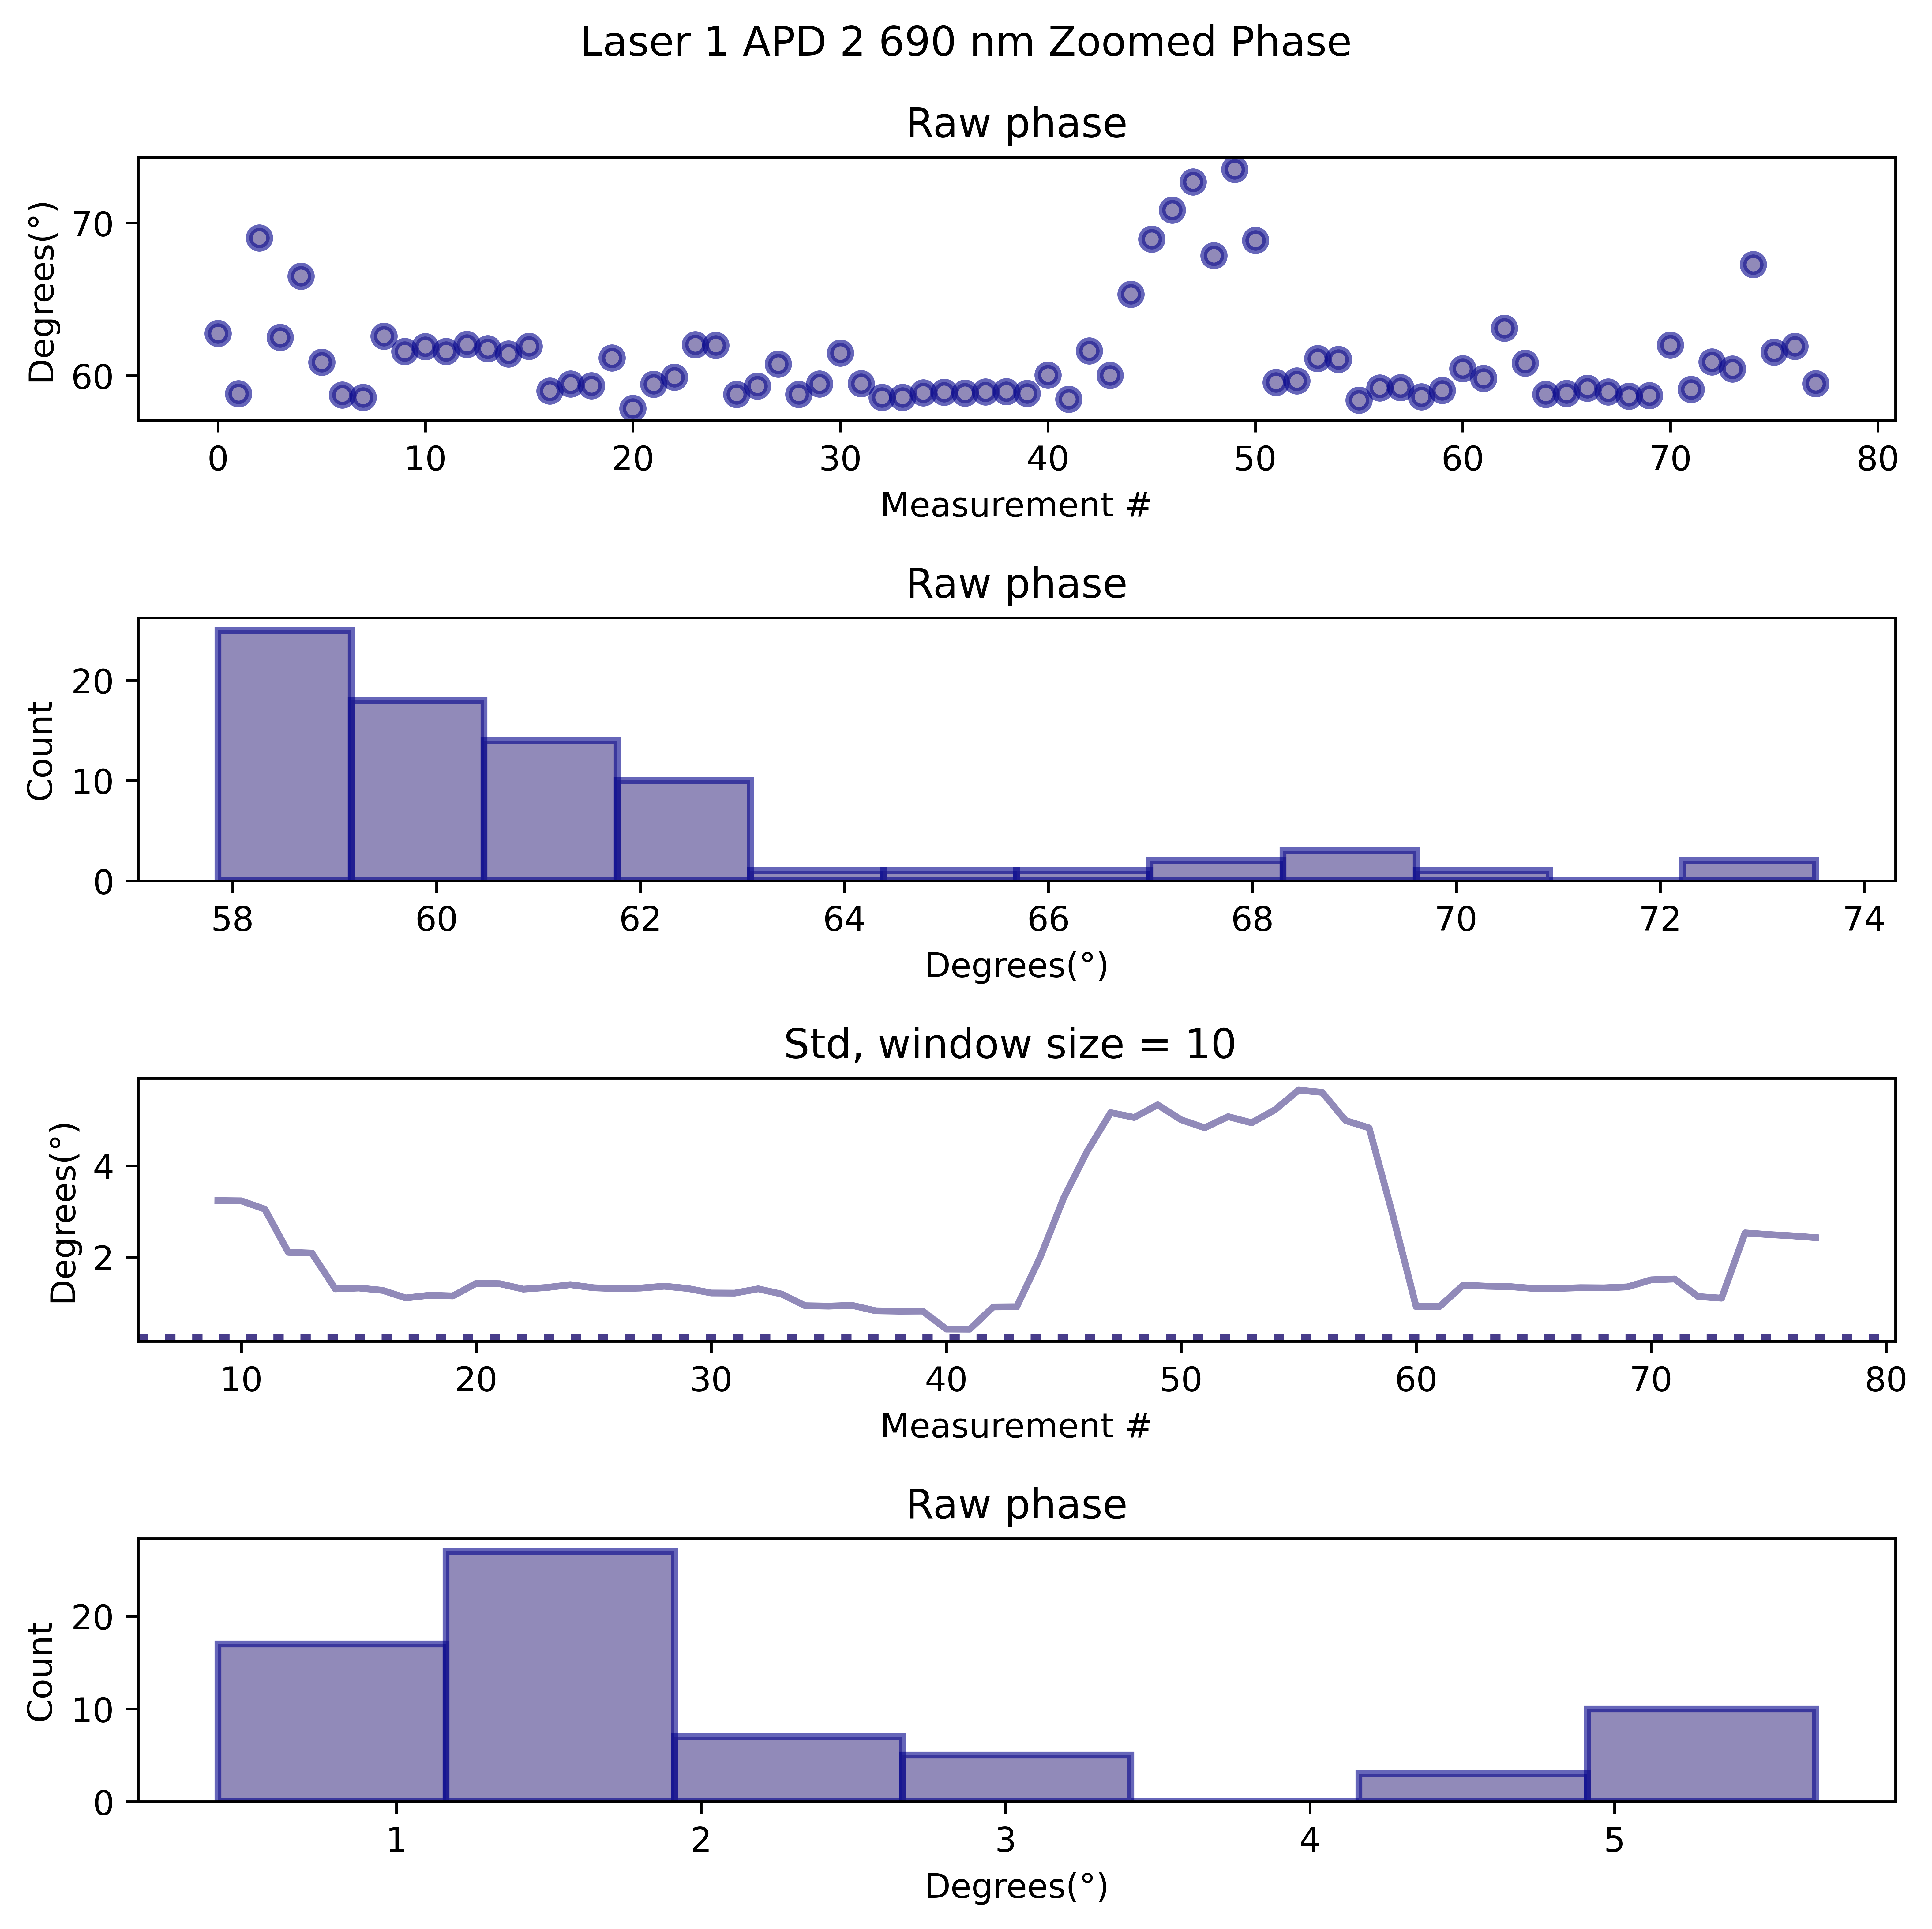 Laser 1 APD 2 690 nm Zoomed Phase
Raw phase
Degrees(°)
70
60
0 10 20 30 40 50 60 70 80
Measurement #
Raw phase
Count
20
10
0
58 60 62 64 66 68 70 72 74
Degrees(°)
Std, window size = 10
Degrees(°)
4
2
10 20 30 40 50 60 70 80
Measurement #
Raw phase
Count
20
10
0
1 2 3 4 5
Degrees(°)